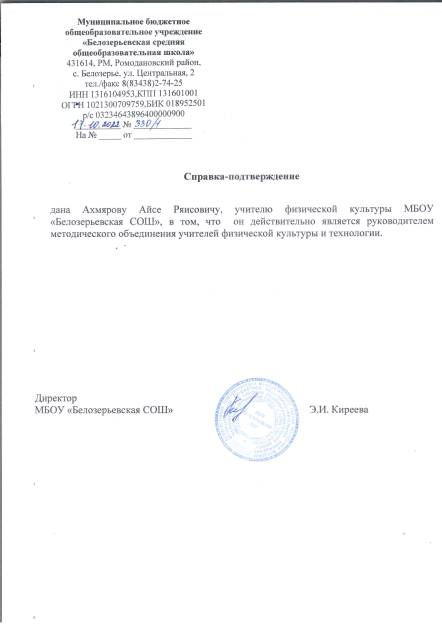 Муниципальное бюджетное
общеобразовательное учреждение
«Белозерьевская средняя
общеобразовательная школа»
431614, РМ, Ромодановский район,
с. Белозерье, ул. Центральная, 2
тел./факс 8(83438)2-74-25
ИНН 1316104953,КПП 131601001
ОГРН 1021300709759,БИК 018952501
р/с 03234643896400000900
17.10.2022 № 330/1
На № _____ от ____________
Справка-подтверждение
дана Ахмярову Айсе Ряисовичу, учителю физической культуры МБОУ
«Белозерьевская СОШ», в том, что он действительно является руководителем
методического объединения учителей физической культуры и технологии.
Директор
МБОУ «Белозерьевская СОШ» Э.И. Киреева